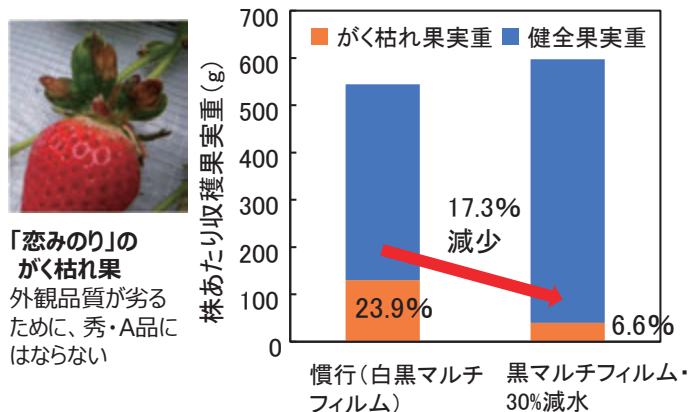 「恋みのり」の
がく枯れ果
外観品質が劣る
ために、秀・A品に
はならない
株あたり収穫果実重(g)
700
600
500
400
300
200
100
0
がく枯れ果実重 健全果実重
17.3%
減少
23.9%
6.6%
慣行(白黒マルチ
フィルム)
黒マルチフィルム・
30%減水